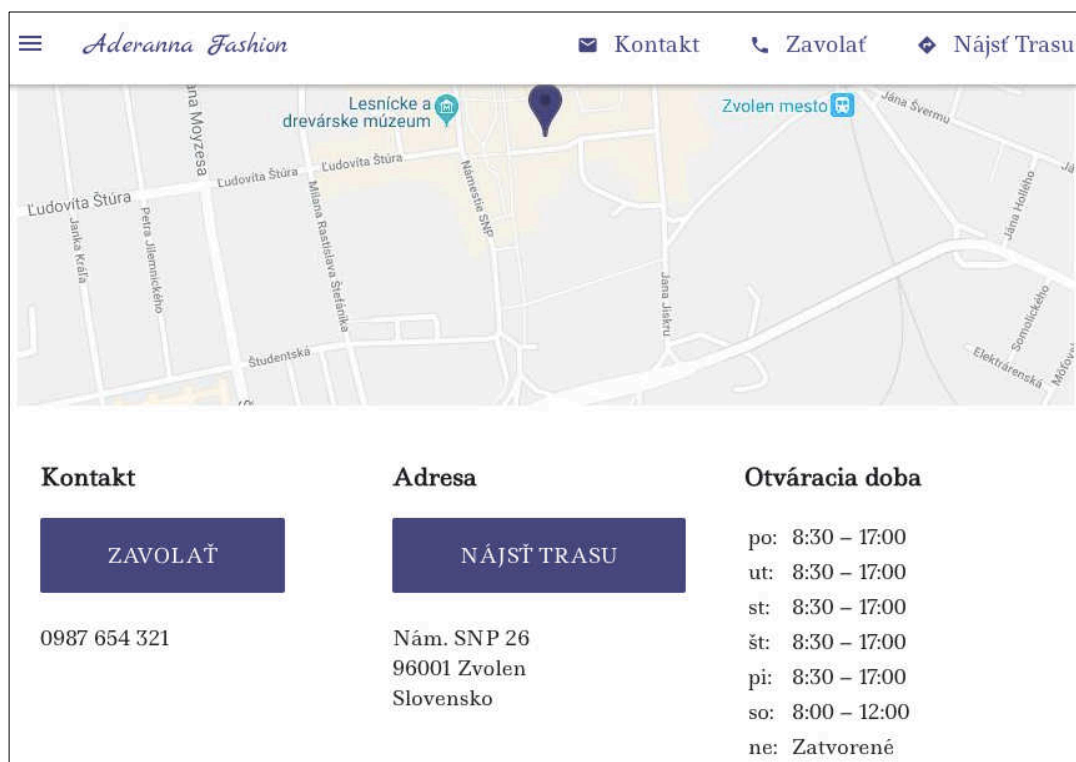 Aderanna Fashion
Kontakt
Zavolať
Nájsť Trasu
Lesnícke a
drevárske múzeum
Zvolen mesto
Jána Švermu
Ľudovíta Štúra
Ľudovíta Štúra
Ľudovíta Štúra
Námestie SNP
Milana Rastislava Štefánika
Petra Jilemnického
Janka Kráľa
Jána Hollého
Jana Jiskru
Somolického
Študentská
Elektrárenská
Kontakt
ZAVOLAŤ
0987 654 321
Adresa
NÁJSŤ TRASU
Nám. SNP 26
96001 Zvolen
Slovensko
Otváracia doba
po: 8:30 – 17:00
ut: 8:30 – 17:00
st: 8:30 – 17:00
št: 8:30 – 17:00
pi: 8:30 – 17:00
so: 8:00 – 12:00
ne: Zatvorené